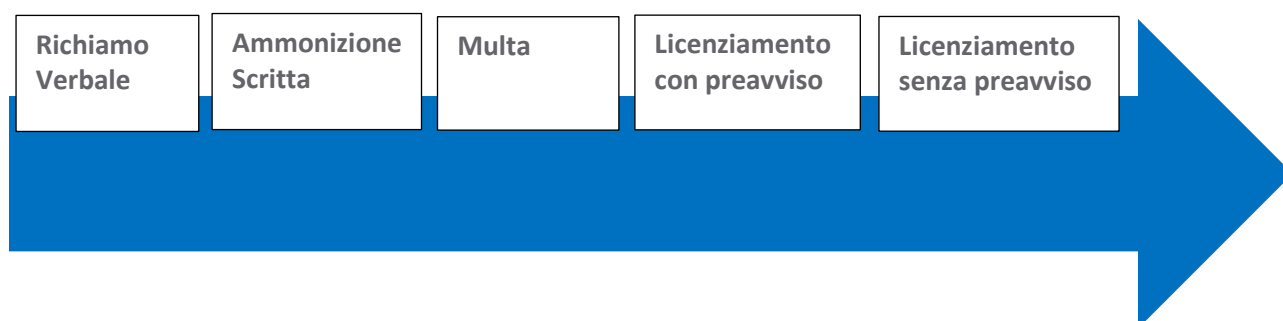 Richiamo
Verbale
Ammonizione
Scritta
Multa
Licenziamento
con preavviso
Licenziamento
senza preavviso